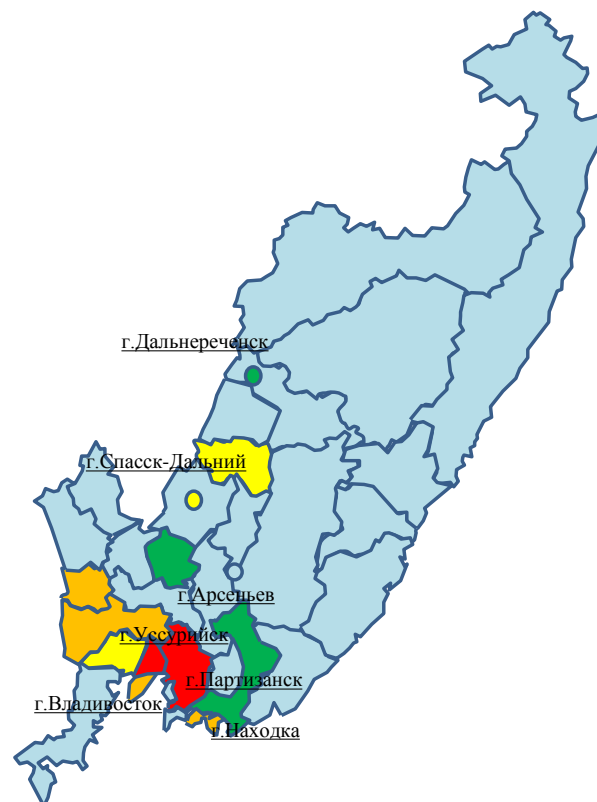 г.Дальнереченск
г.Спасск-Дальний
г.Арсеньев
г.Уссурийск
г.Партизанск
г.Владивосток
г.Находка